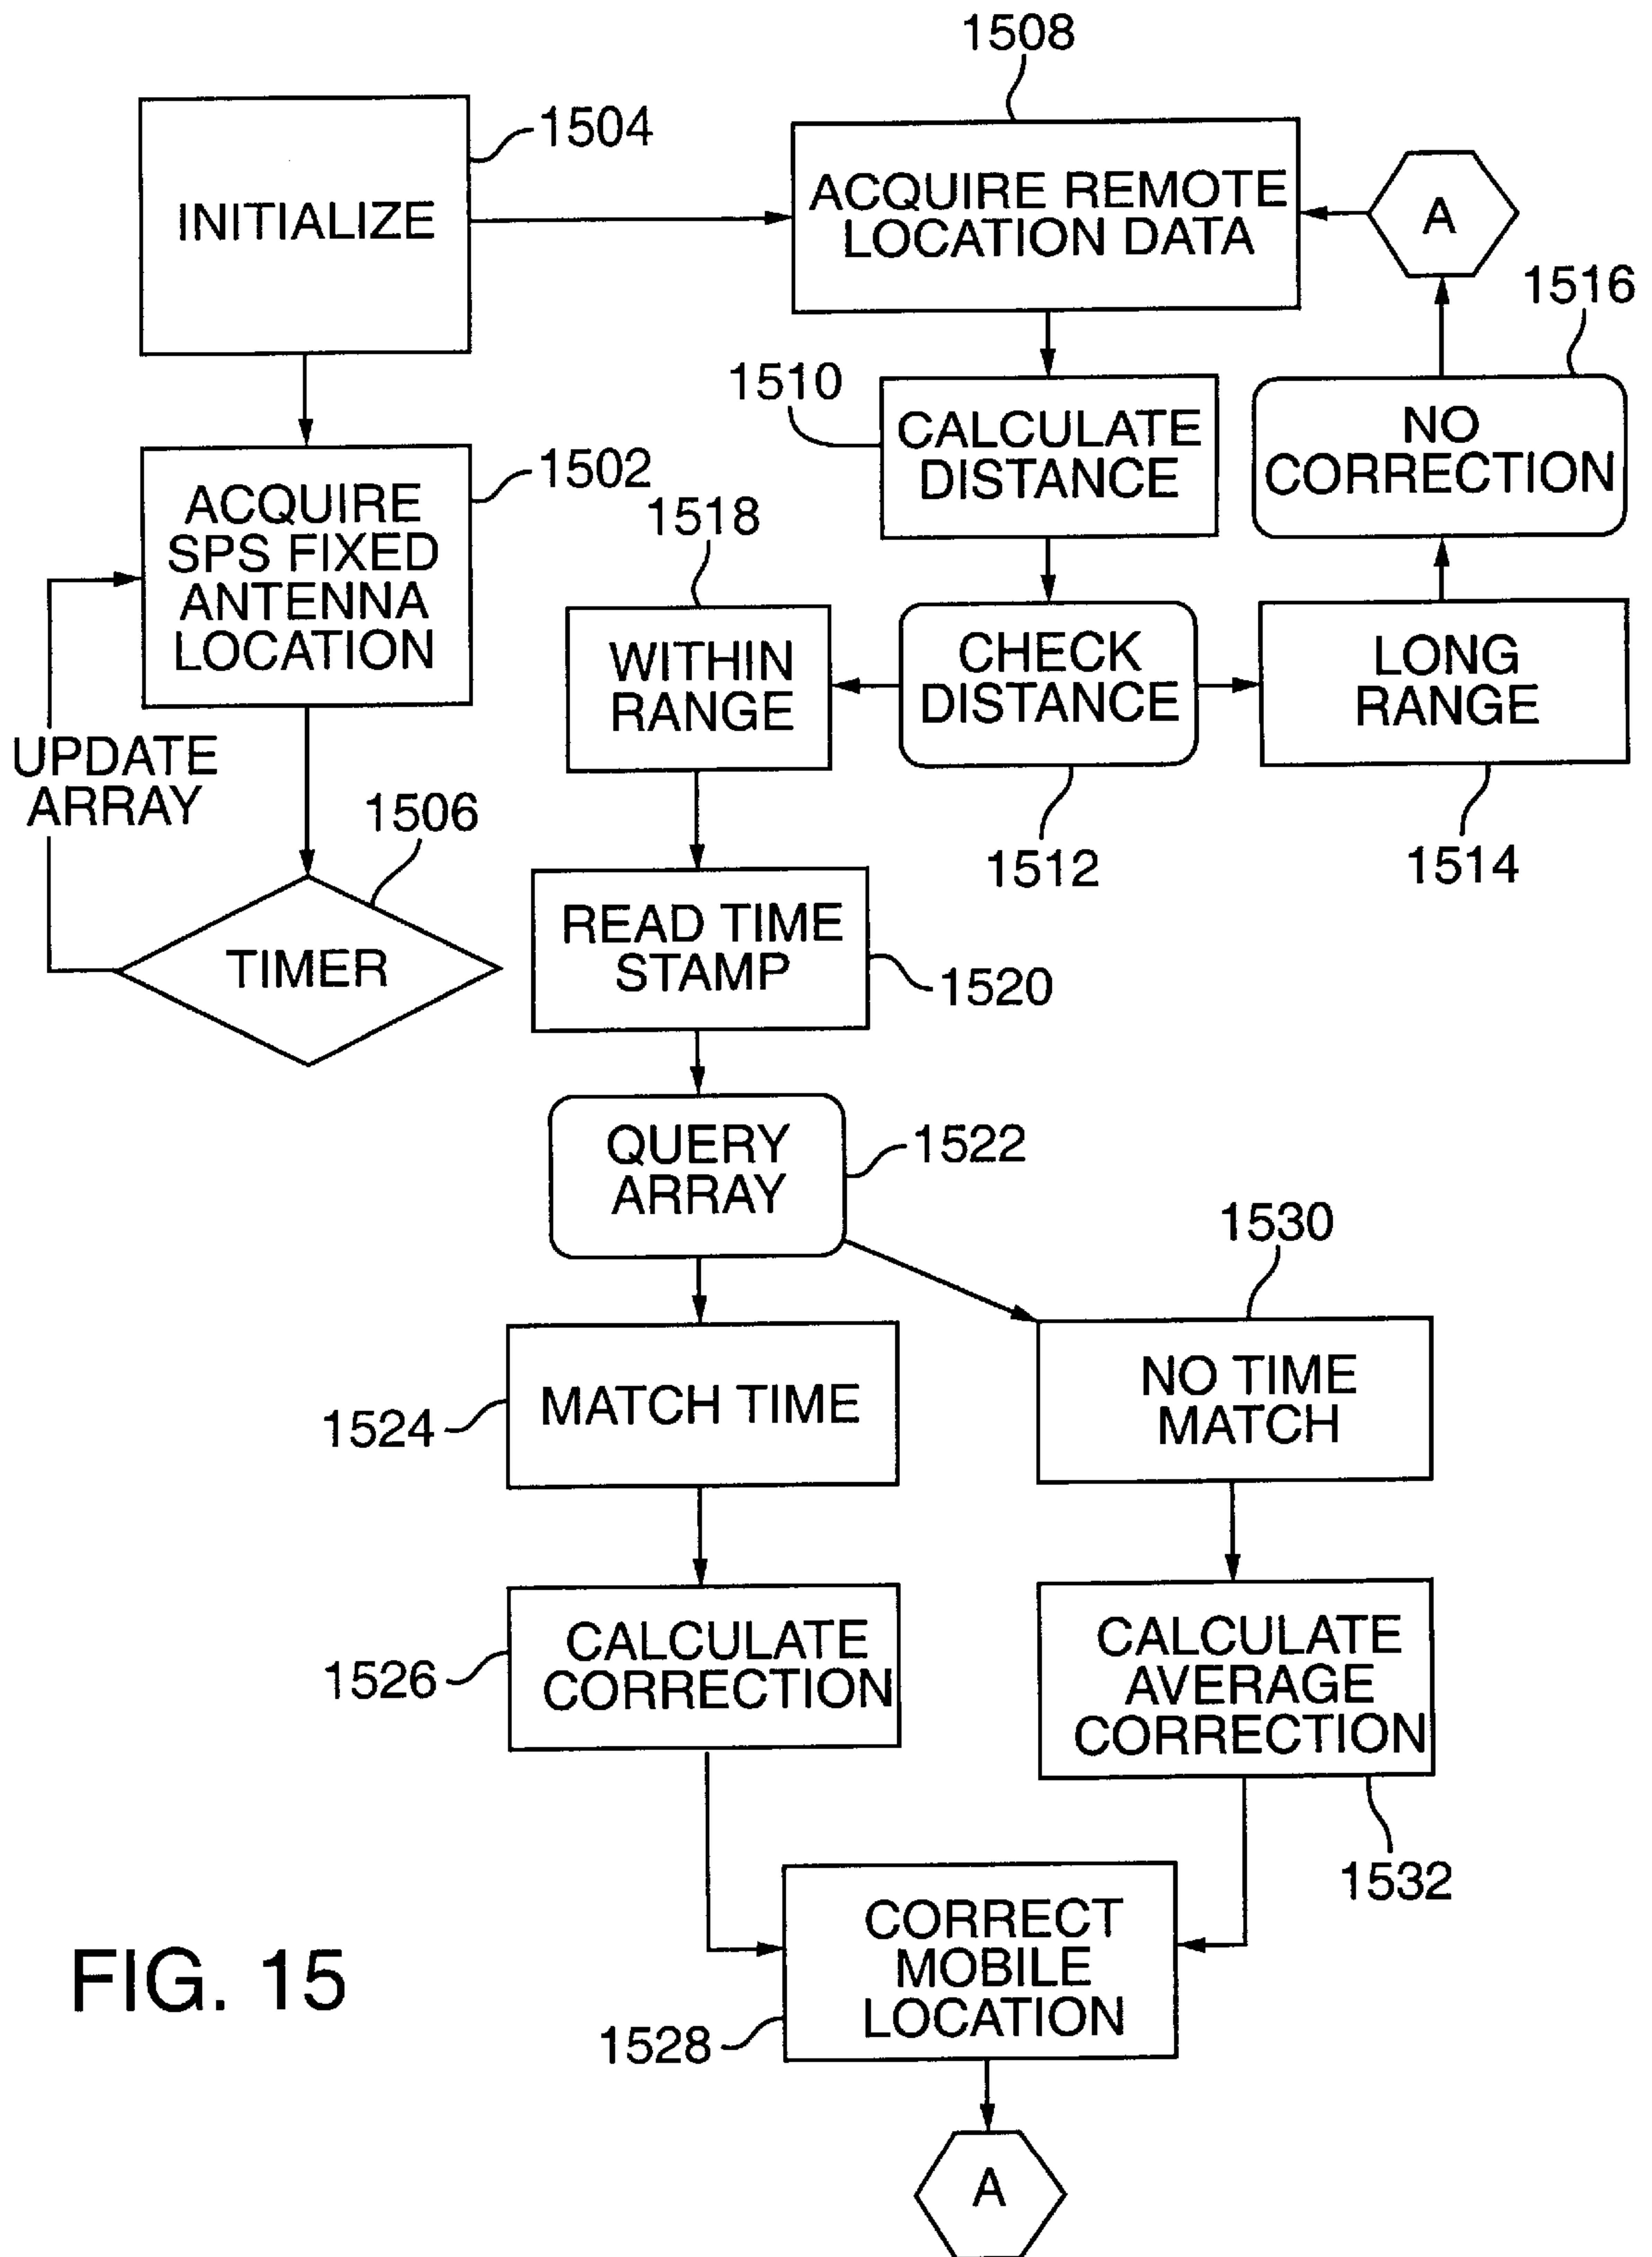 1508
1504
INITIALIZE
ACQUIRE REMOTE
LOCATION DATA
A
1516
1510
CALCULATE
DISTANCE
NO
CORRECTION
1502
ACQUIRE
SPS FIXED
ANTENNA
LOCATION
1518
WITHIN
RANGE
CHECK
DISTANCE
LONG
RANGE
UPDATE
ARRAY
1506
1512
1514
TIMER
READ TIME
STAMP
1520
QUERY
ARRAY
1522
1530
MATCH TIME
1524
NO TIME
MATCH
CALCULATE
CORRECTION
1526
CALCULATE
AVERAGE
CORRECTION
1532
CORRECT
MOBILE
LOCATION
1528
FIG. 15
A